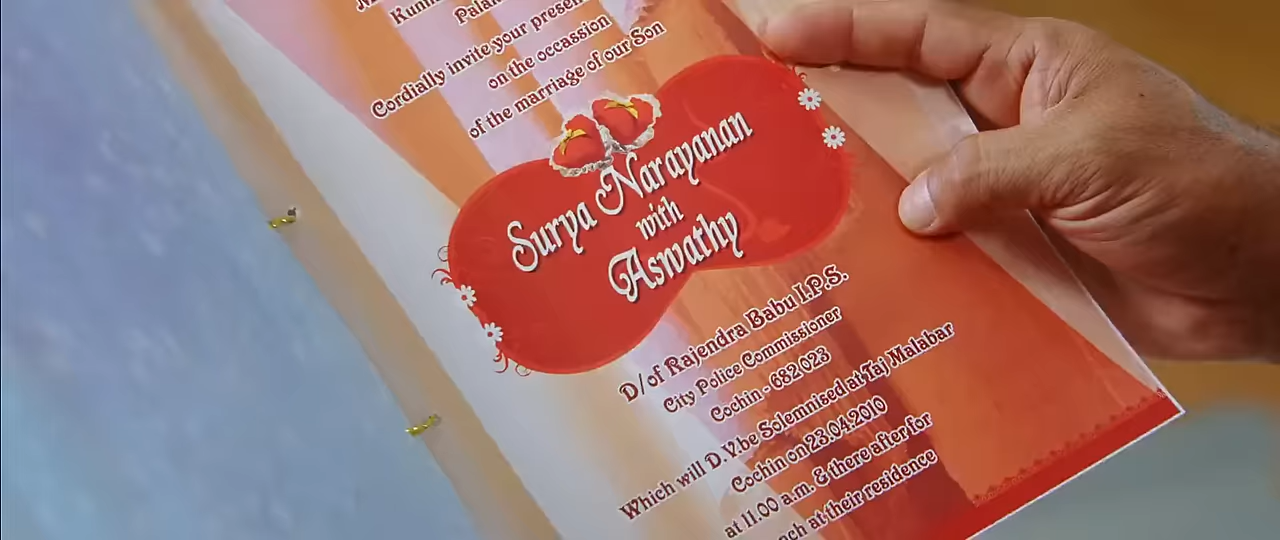 Cordially invite your
on the occassion
of the marriage of our Son
Surya Narayanan
with
Aswathy
D/of Rajendra Babu I.P.S.
City Police Commissioner
Cochin - 682 023
Which will D.V.be Solemnised at Taj Malabar
Cochin on 23.04.2010
at 11.00 a.m. & there after for
at their residence